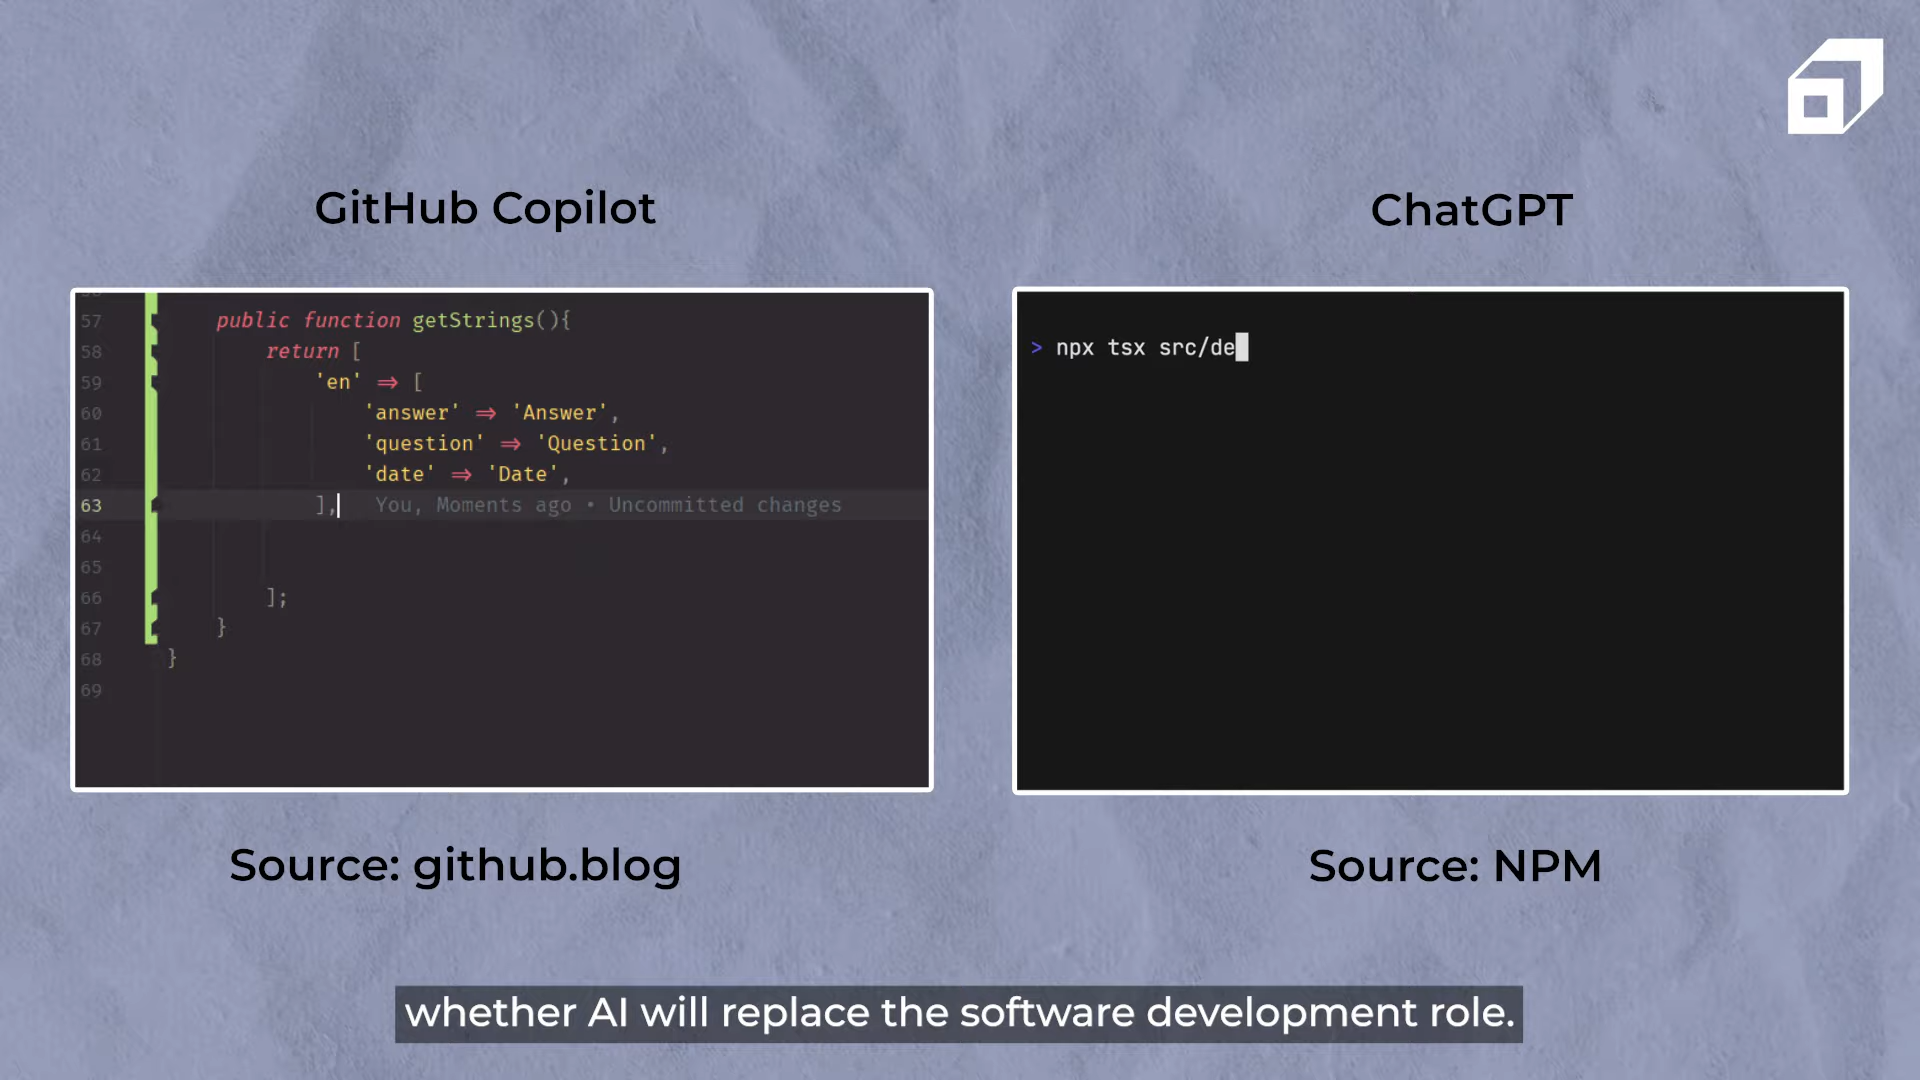 GitHub Copilot
ChatGPT
57 public function getStrings(){
58 return [
59 'en' => [
60 'answer' => 'Answer',
61 'question' => 'Question',
62 'date' => 'Date',
63 ], You, Moments ago • Uncommitted changes
64
65
66 ];
67 }
68 }
69
> npx tsx src/de
Source: github.blog
Source: NPM
whether AI will replace the software development role.